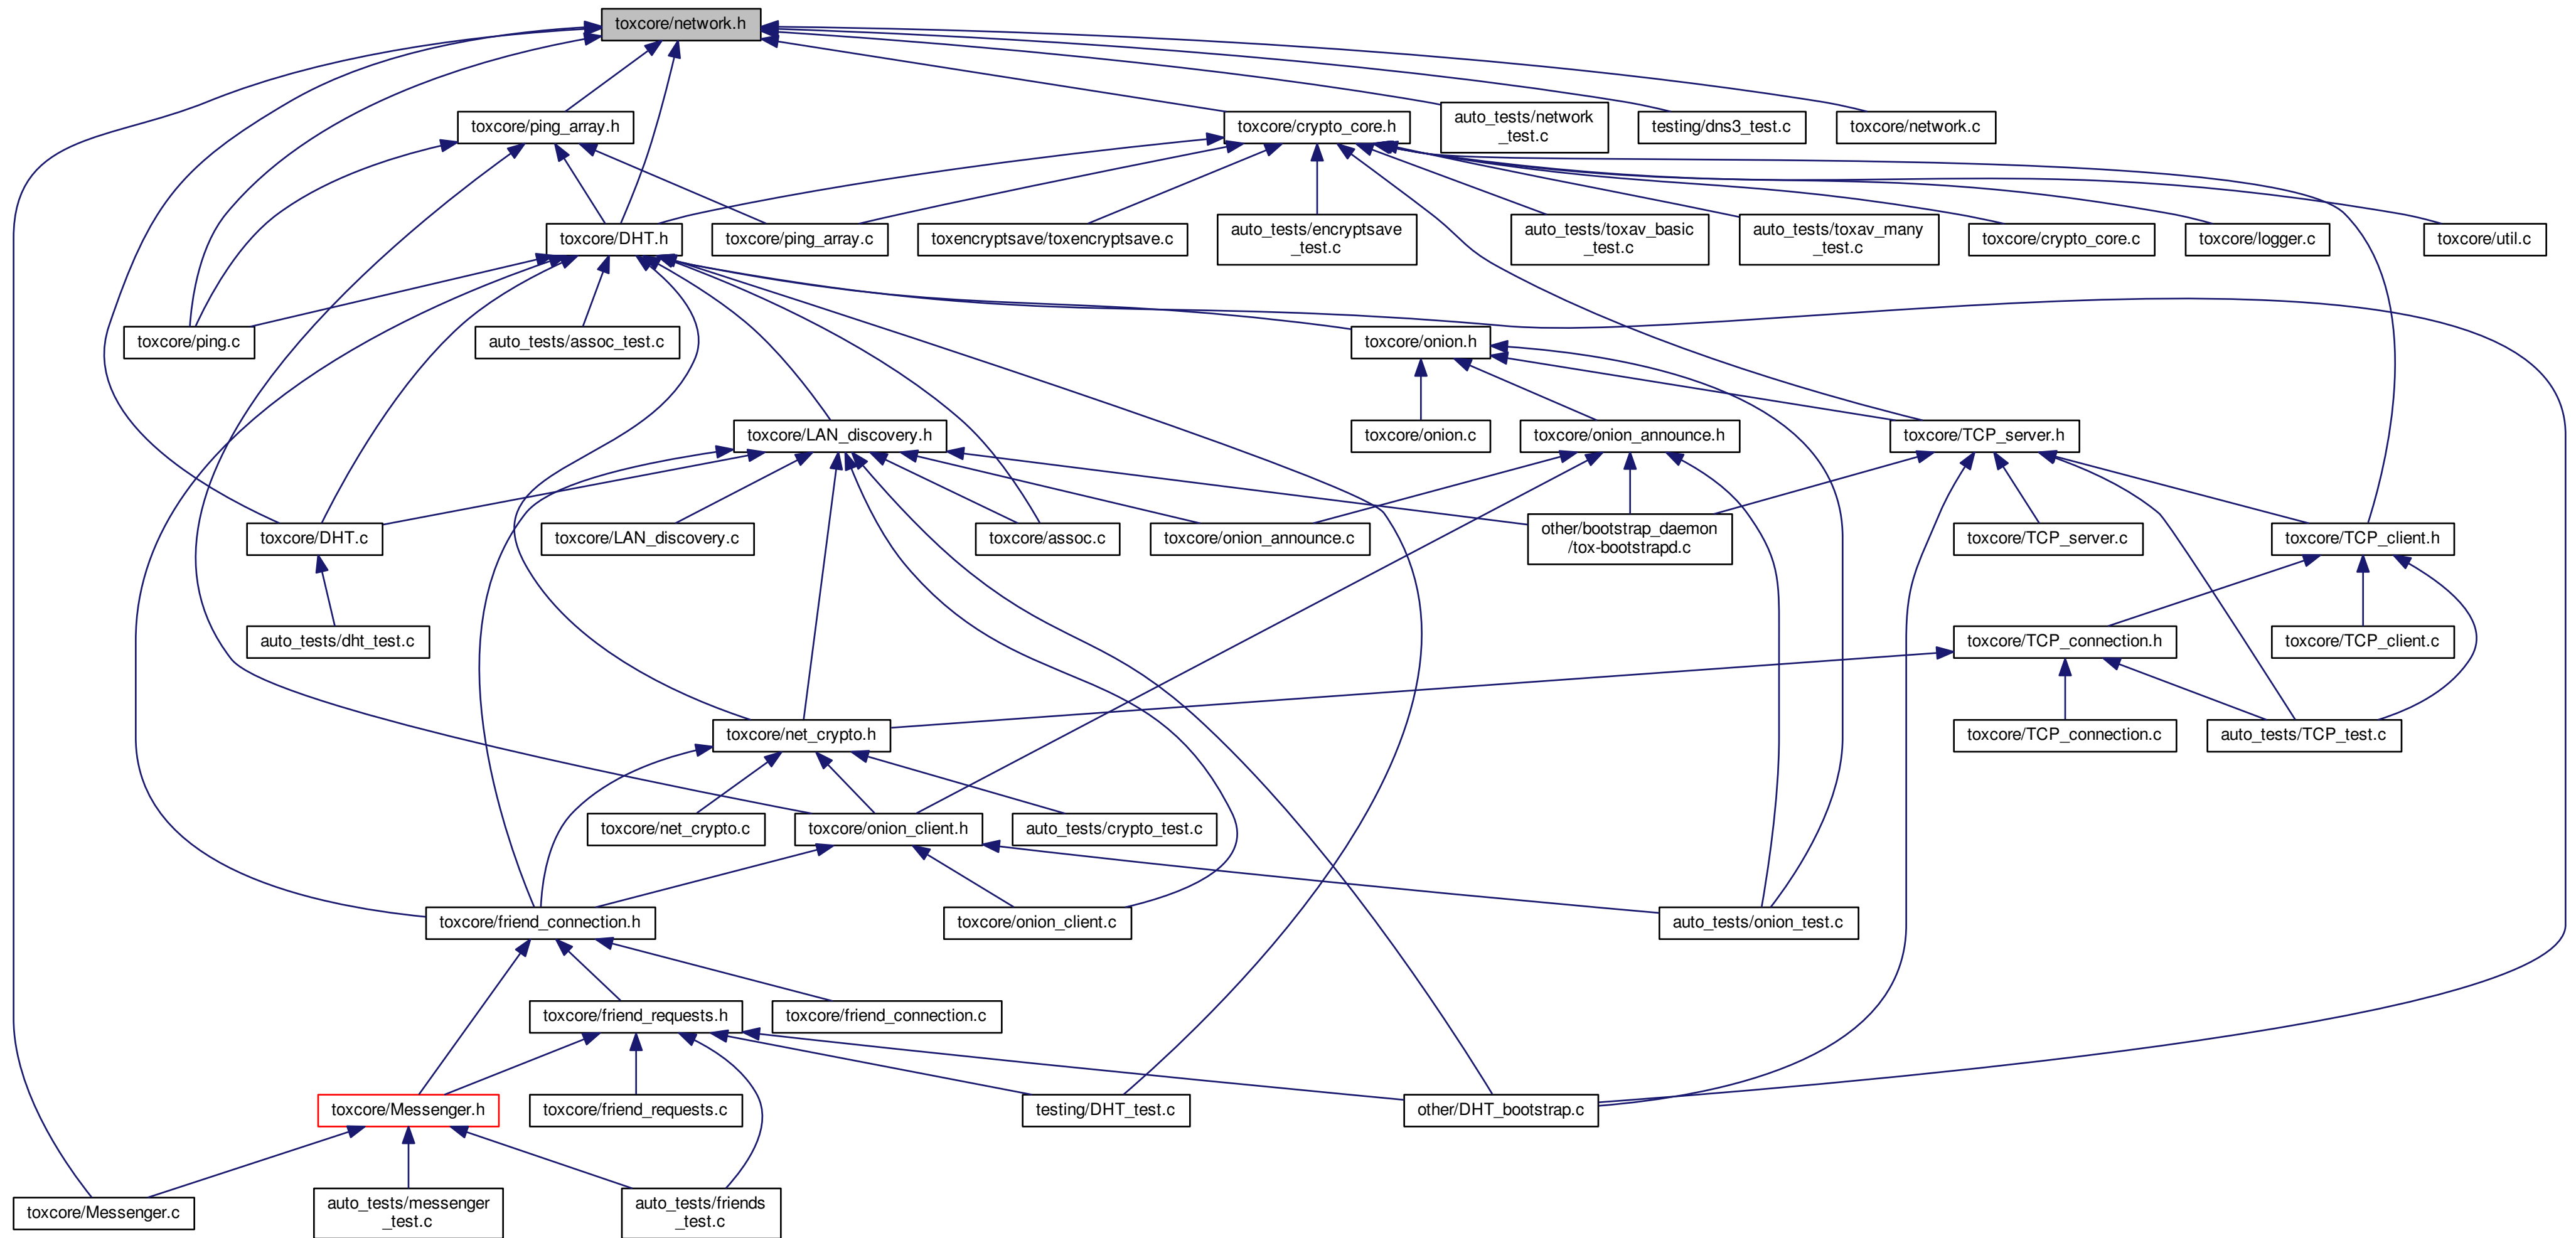 toxcore/network.h
toxcore/ping_array.h
toxcore/crypto_core.h
auto_tests/network
_test.c
testing/dns3_test.c
toxcore/network.c
toxcore/DHT.h
toxcore/ping_array.c
toxencryptsave/toxencryptsave.c
auto_tests/encryptsave
_test.c
auto_tests/toxav_basic
_test.c
auto_tests/toxav_many
_test.c
toxcore/crypto_core.c
toxcore/logger.c
toxcore/util.c
toxcore/ping.c
auto_tests/assoc_test.c
toxcore/onion.h
toxcore/LAN_discovery.h
toxcore/onion.c
toxcore/onion_announce.h
toxcore/TCP_server.h
toxcore/DHT.c
toxcore/LAN_discovery.c
toxcore/assoc.c
toxcore/onion_announce.c
other/bootstrap_daemon
/tox-bootstrapd.c
toxcore/TCP_server.c
toxcore/TCP_client.h
auto_tests/dht_test.c
toxcore/TCP_connection.h
toxcore/TCP_client.c
toxcore/net_crypto.h
toxcore/TCP_connection.c
auto_tests/TCP_test.c
toxcore/net_crypto.c
toxcore/onion_client.h
auto_tests/crypto_test.c
toxcore/friend_connection.h
toxcore/onion_client.c
auto_tests/onion_test.c
toxcore/friend_requests.h
toxcore/friend_connection.c
toxcore/Messenger.h
toxcore/friend_requests.c
testing/DHT_test.c
other/DHT_bootstrap.c
toxcore/Messenger.c
auto_tests/messenger
_test.c
auto_tests/friends
_test.c